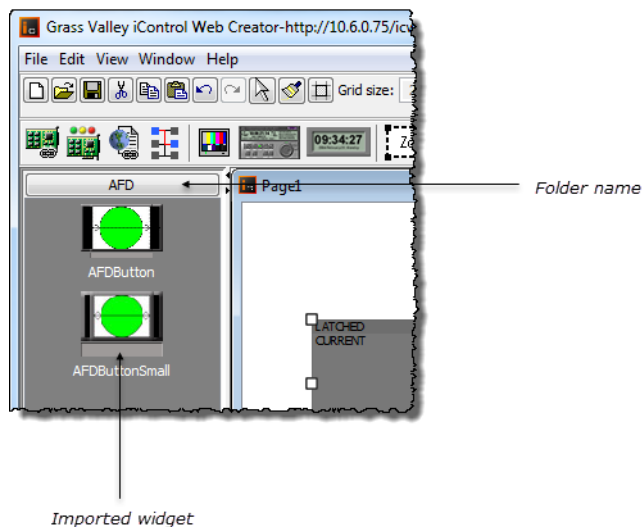 Grass Valley iControl Web Creator-http://10.6.0.75/
File Edit View Window Help
Grid size:
09:34:27
AFD
Page1
Folder name
AFDButton
LATCHED
CURRENT
AFDButtonSmall
Imported widget